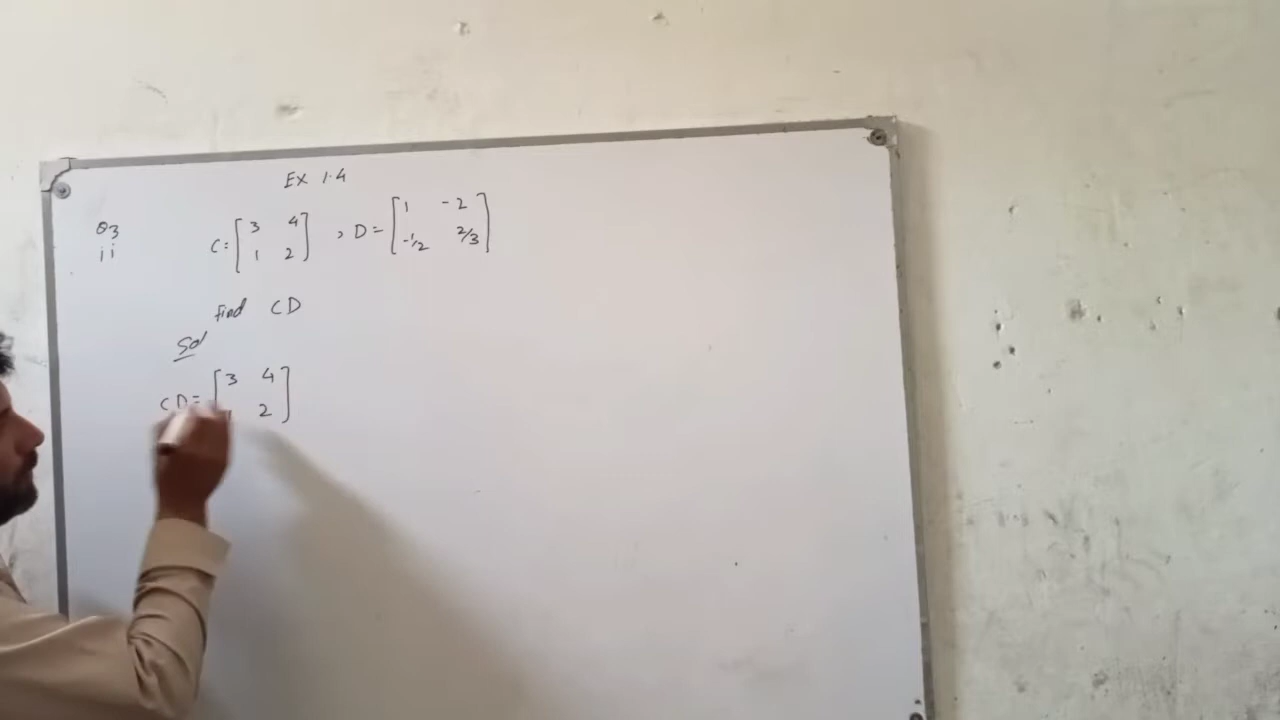 Ex 1.4
Q3 C= [ 3 4 ] , D= [ 1 -2 ]
ii [ 1 2 ] [ -1/2 2/3 ]
Find CD
Sol
CD= [ 3 4 ]
[ 2 ]